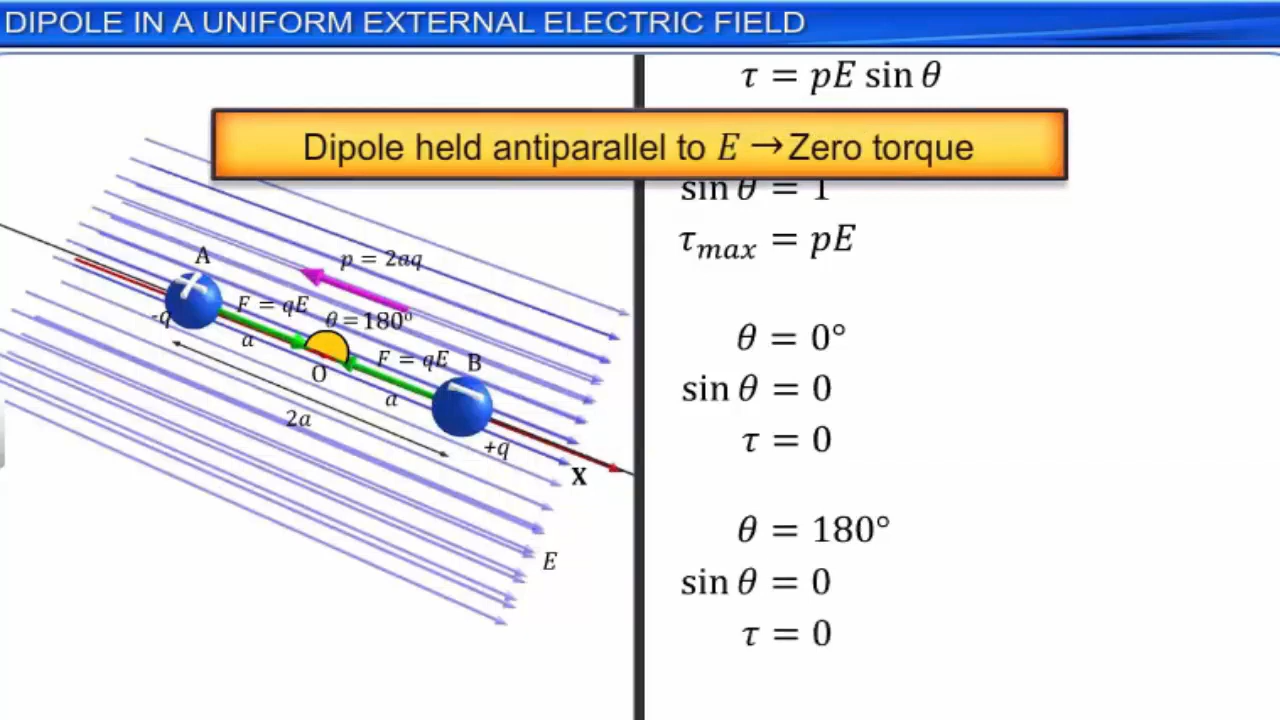 DIPOLE IN A UNIFORM EXTERNAL ELECTRIC FIELD
τ = pE sin θ
Dipole held antiparallel to E → Zero torque
sin θ = 1
τmax = pE
θ = 0°
sin θ = 0
τ = 0
θ = 180°
sin θ = 0
τ = 0
A
p = 2aq
-q
F = qE
θ = 180°
a
O
F = qE
B
a
2a
+q
X
E